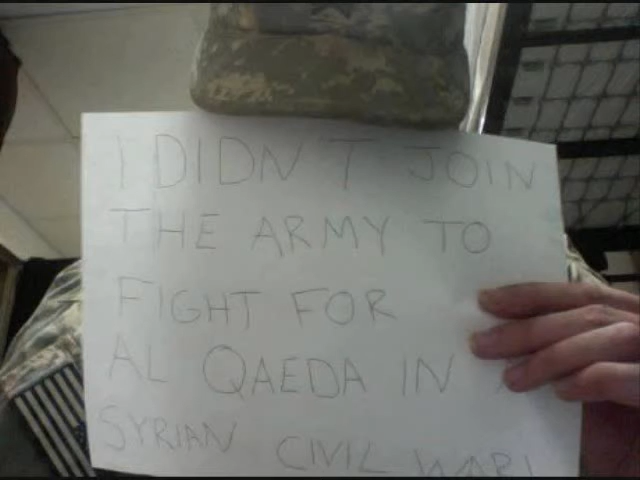 I DIDN'T JOIN
THE ARMY TO
FIGHT FOR
AL QAEDA IN
SYRIAN CIVIL WAR!